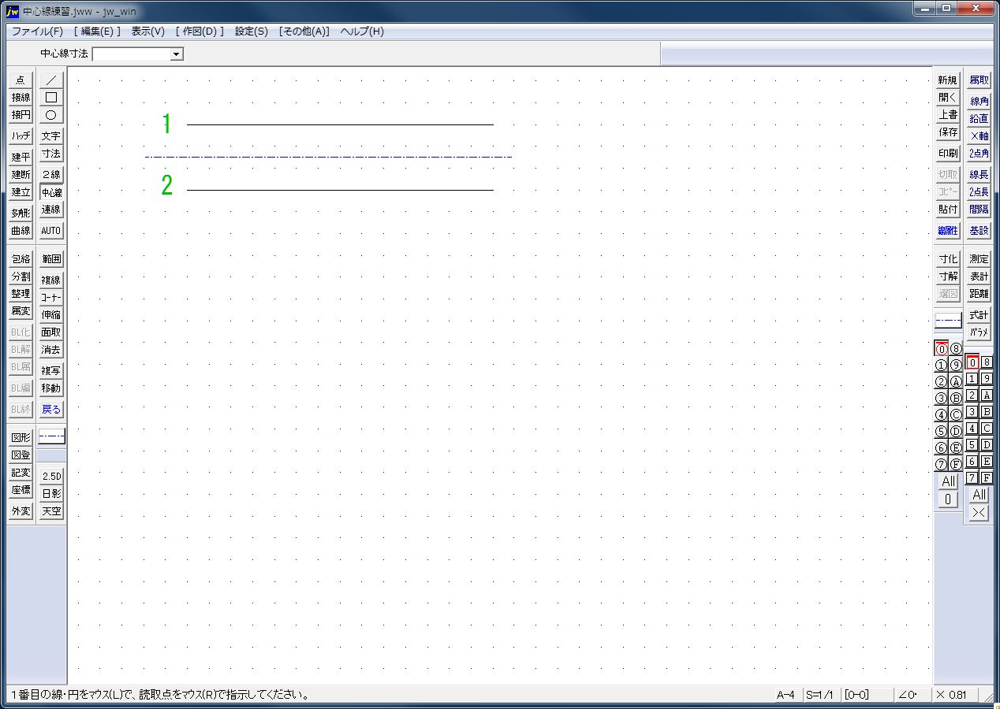 中心線練習.jww - jw_win
ファイル(F) [ 編集(E) ] 表示(V) [ 作図(D) ] 設定(S) [その他(A)] ヘルプ(H)
中心線寸法
点 ／
接線 □
接円 ○
ハッチ 文字
建平 寸法
建断 2線
建立 中心線
多角形 連線
曲線 AUTO
包絡 範囲
分割 複線
整理 コーナー
属変 伸縮
BL化 面取
BL解 消去
BL属 複写
BL編 移動
BL終 戻る
図形
図登
記変 2.5D
座標 日影
外変 天空
1
2
新規 属取
開く 線角
上書 鉛直
保存 X軸
印刷 2点角
切取 線長
コピー 2点長
貼付 間隔
線属性 基設
寸化 測定
寸解 表計
選図 距離
式計
パラメ
0 8
1 9
2 A
3 B
4 C
5 D
6 E
7 F
All
0
0 8
1 9
2 A
3 B
4 C
5 D
6 E
7 F
All
×
1番目の線・円をマウス(L)で、読取点をマウス(R)で指示してください。 A-4 S=1/1 [0-0] ∠0° × 0.81